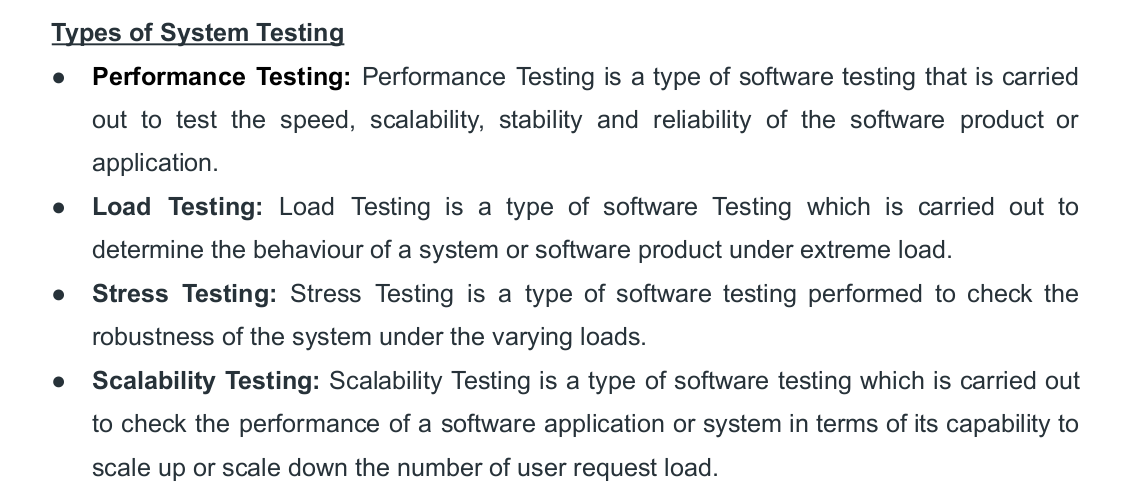 Types of System Testing
● Performance Testing: Performance Testing is a type of software testing that is carried
out to test the speed, scalability, stability and reliability of the software product or
application.
● Load Testing: Load Testing is a type of software Testing which is carried out to
determine the behaviour of a system or software product under extreme load.
● Stress Testing: Stress Testing is a type of software testing performed to check the
robustness of the system under the varying loads.
● Scalability Testing: Scalability Testing is a type of software testing which is carried out
to check the performance of a software application or system in terms of its capability to
scale up or scale down the number of user request load.